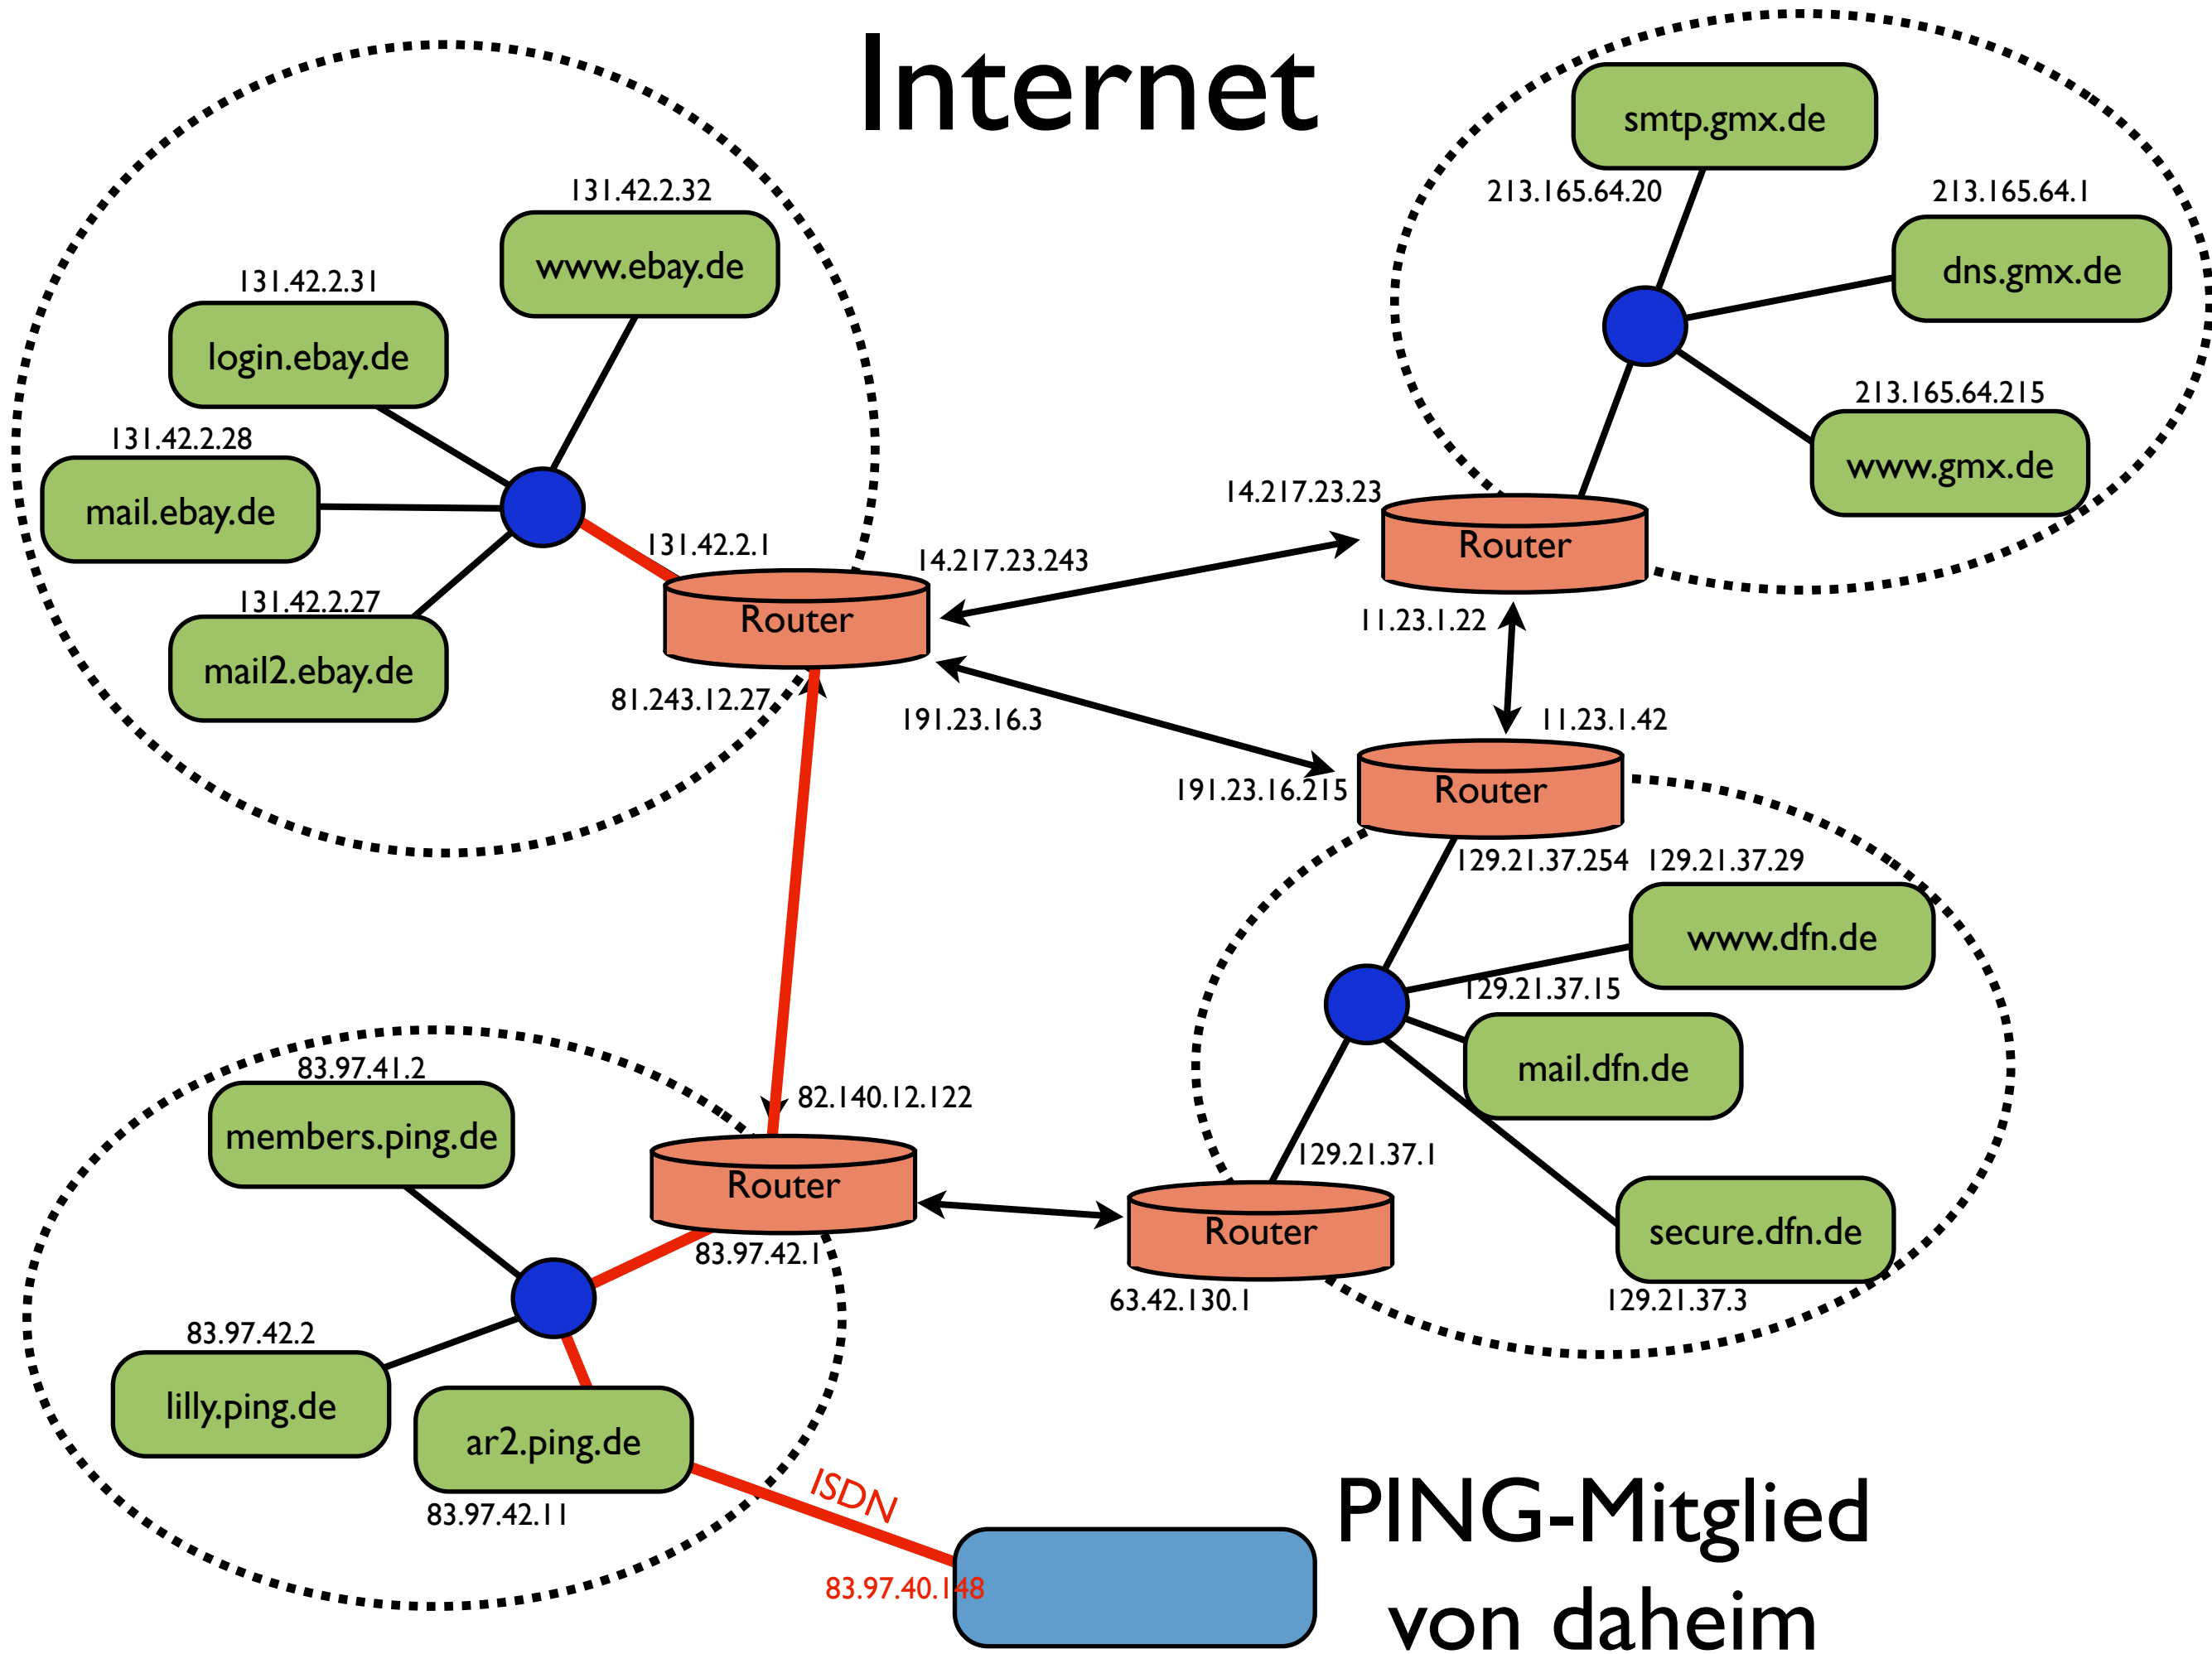 Internet
smtp.gmx.de
213.165.64.20
213.165.64.1
dns.gmx.de
213.165.64.215
www.gmx.de
131.42.2.32
www.ebay.de
131.42.2.31
login.ebay.de
131.42.2.28
mail.ebay.de
131.42.2.27
mail2.ebay.de
131.42.2.1
Router
14.217.23.243
14.217.23.23
Router
11.23.1.22
81.243.12.27
191.23.16.3
11.23.1.42
191.23.16.215
Router
129.21.37.254
129.21.37.29
www.dfn.de
129.21.37.15
mail.dfn.de
129.21.37.1
secure.dfn.de
129.21.37.3
Router
63.42.130.1
82.140.12.122
Router
83.97.42.1
83.97.41.2
members.ping.de
83.97.42.2
lilly.ping.de
ar2.ping.de
83.97.42.11
ISDN
83.97.40.148
PING-Mitglied
von daheim